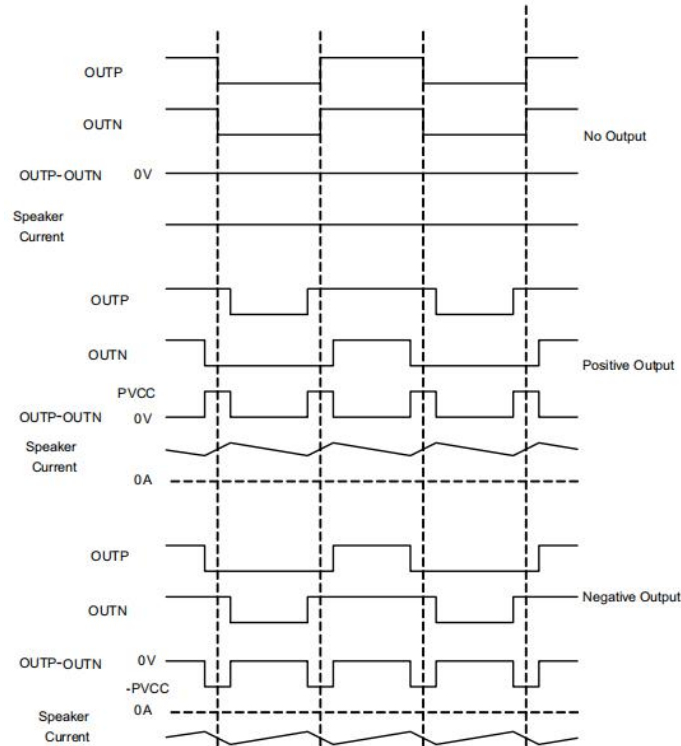 OUTP
OUTN
No Output
OUTP-OUTN 0V
Speaker
Current
OUTP
OUTN
Positive Output
PVCC
OUTP-OUTN 0V
Speaker
Current
0A
OUTP
OUTN
Negative Output
OUTP-OUTN 0V
-PVCC
0A
Speaker
Current